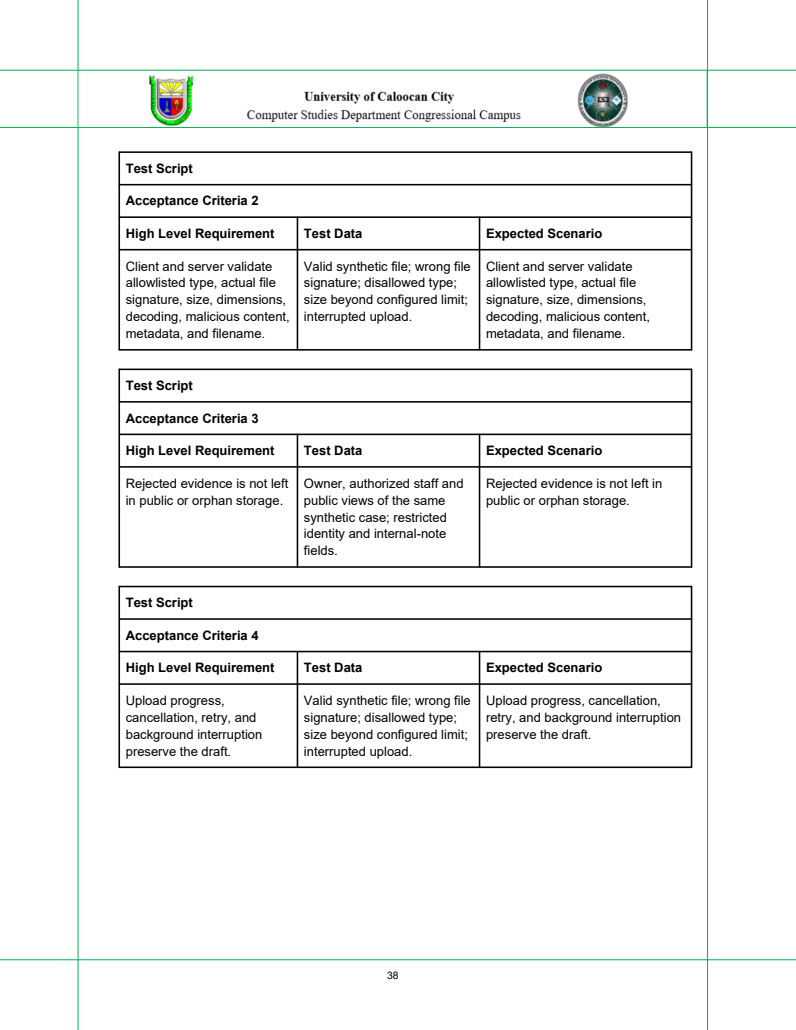 University of Caloocan City
Computer Studies Department Congressional Campus
Test Script
Acceptance Criteria 2
High Level Requirement
Test Data
Expected Scenario
Client and server validate
allowlisted type, actual file
signature, size, dimensions,
decoding, malicious content,
metadata, and filename.
Valid synthetic file; wrong file
signature; disallowed type;
size beyond configured limit;
interrupted upload.
Client and server validate
allowlisted type, actual file
signature, size, dimensions,
decoding, malicious content,
metadata, and filename.
Test Script
Acceptance Criteria 3
High Level Requirement
Test Data
Expected Scenario
Rejected evidence is not left
in public or orphan storage.
Owner, authorized staff and
public views of the same
synthetic case; restricted
identity and internal-note
fields.
Rejected evidence is not left in
public or orphan storage.
Test Script
Acceptance Criteria 4
High Level Requirement
Test Data
Expected Scenario
Upload progress,
cancellation, retry, and
background interruption
preserve the draft.
Valid synthetic file; wrong file
signature; disallowed type;
size beyond configured limit;
interrupted upload.
Upload progress, cancellation,
retry, and background interruption
preserve the draft.
38